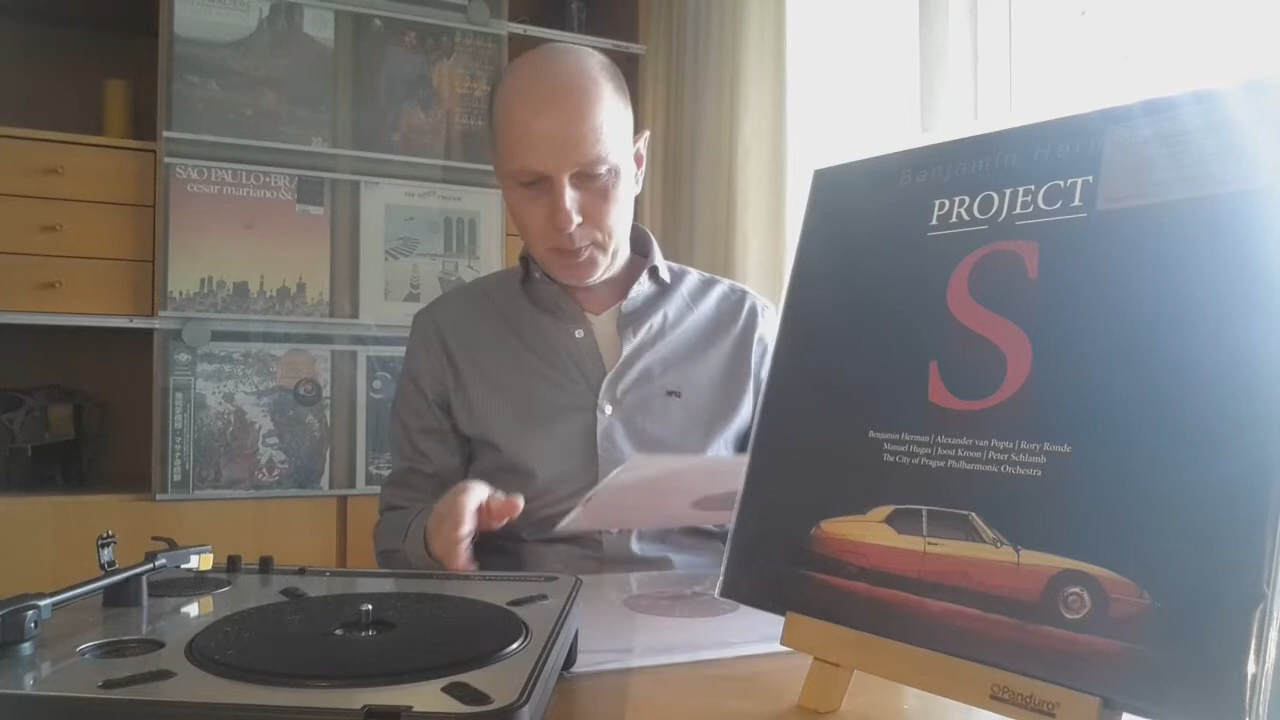 SAO PAULO • BRA
cesar mariano &
Benjamin Herm
PROJECT
S
Benjamin Herman | Alexander van Popta | Rory Ronde
Manuel Hugas | Joost Kroon | Peter Schlamb
The City of Prague Philharmonic Orchestra
Panduro